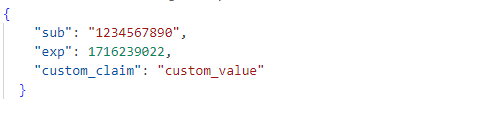 {
"sub": "1234567890",
"exp": 1716239022,
"custom_claim": "custom_value"
}